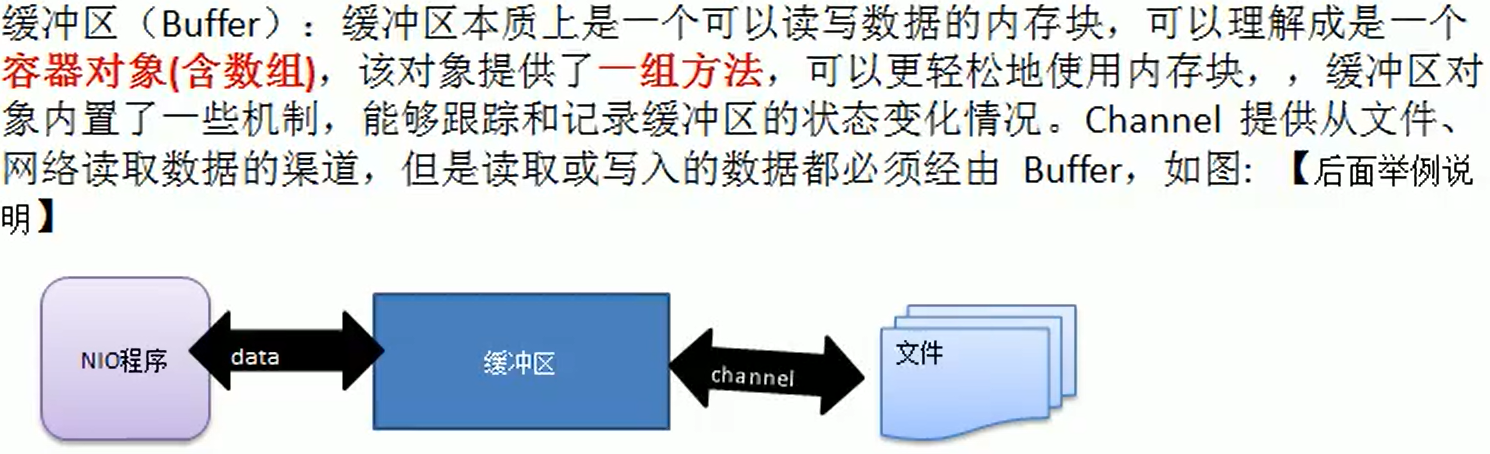 缓冲区（Buffer）：缓冲区本质上是一个可以读写数据的内存块，可以理解成是一个
容器对象(含数组)，该对象提供了一组方法，可以更轻松地使用内存块，，缓冲区对
象内置了一些机制，能够跟踪和记录缓冲区的状态变化情况。Channel 提供从文件、
网络读取数据的渠道，但是读取或写入的数据都必须经由 Buffer，如图: 【后面举例说
明】
NIO程序
data
缓冲区
channel
文件